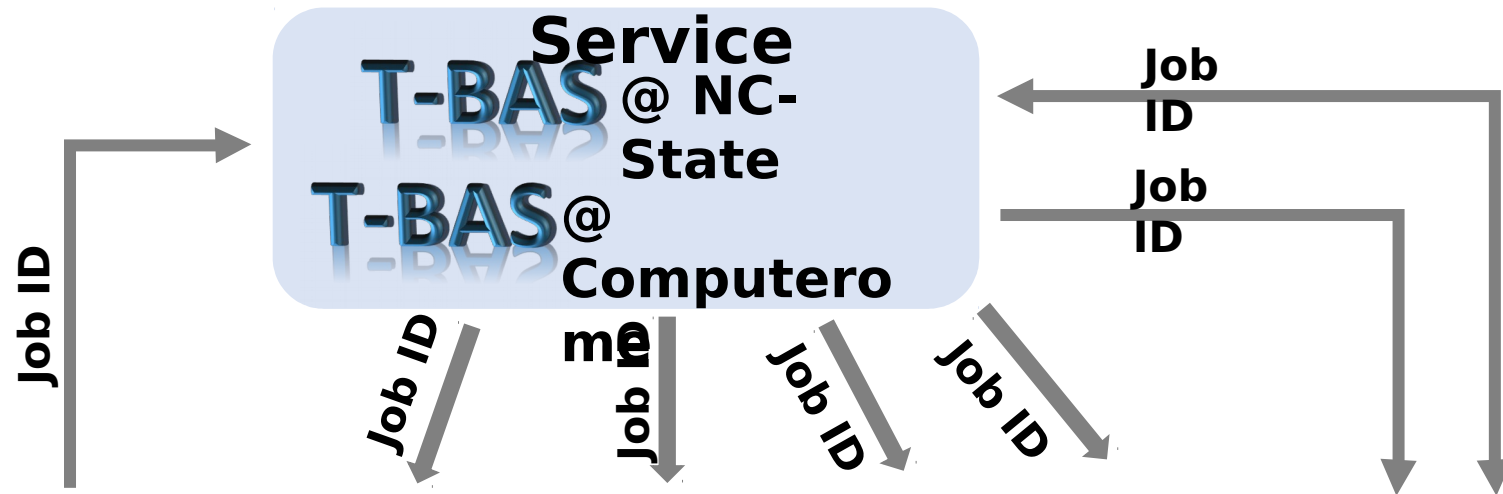 Service
T-BAS @ NC-
State
T-BAS @
Computero
me
Job
ID
Job
ID
Job ID
Job ID
Job ID
Job ID
Job ID